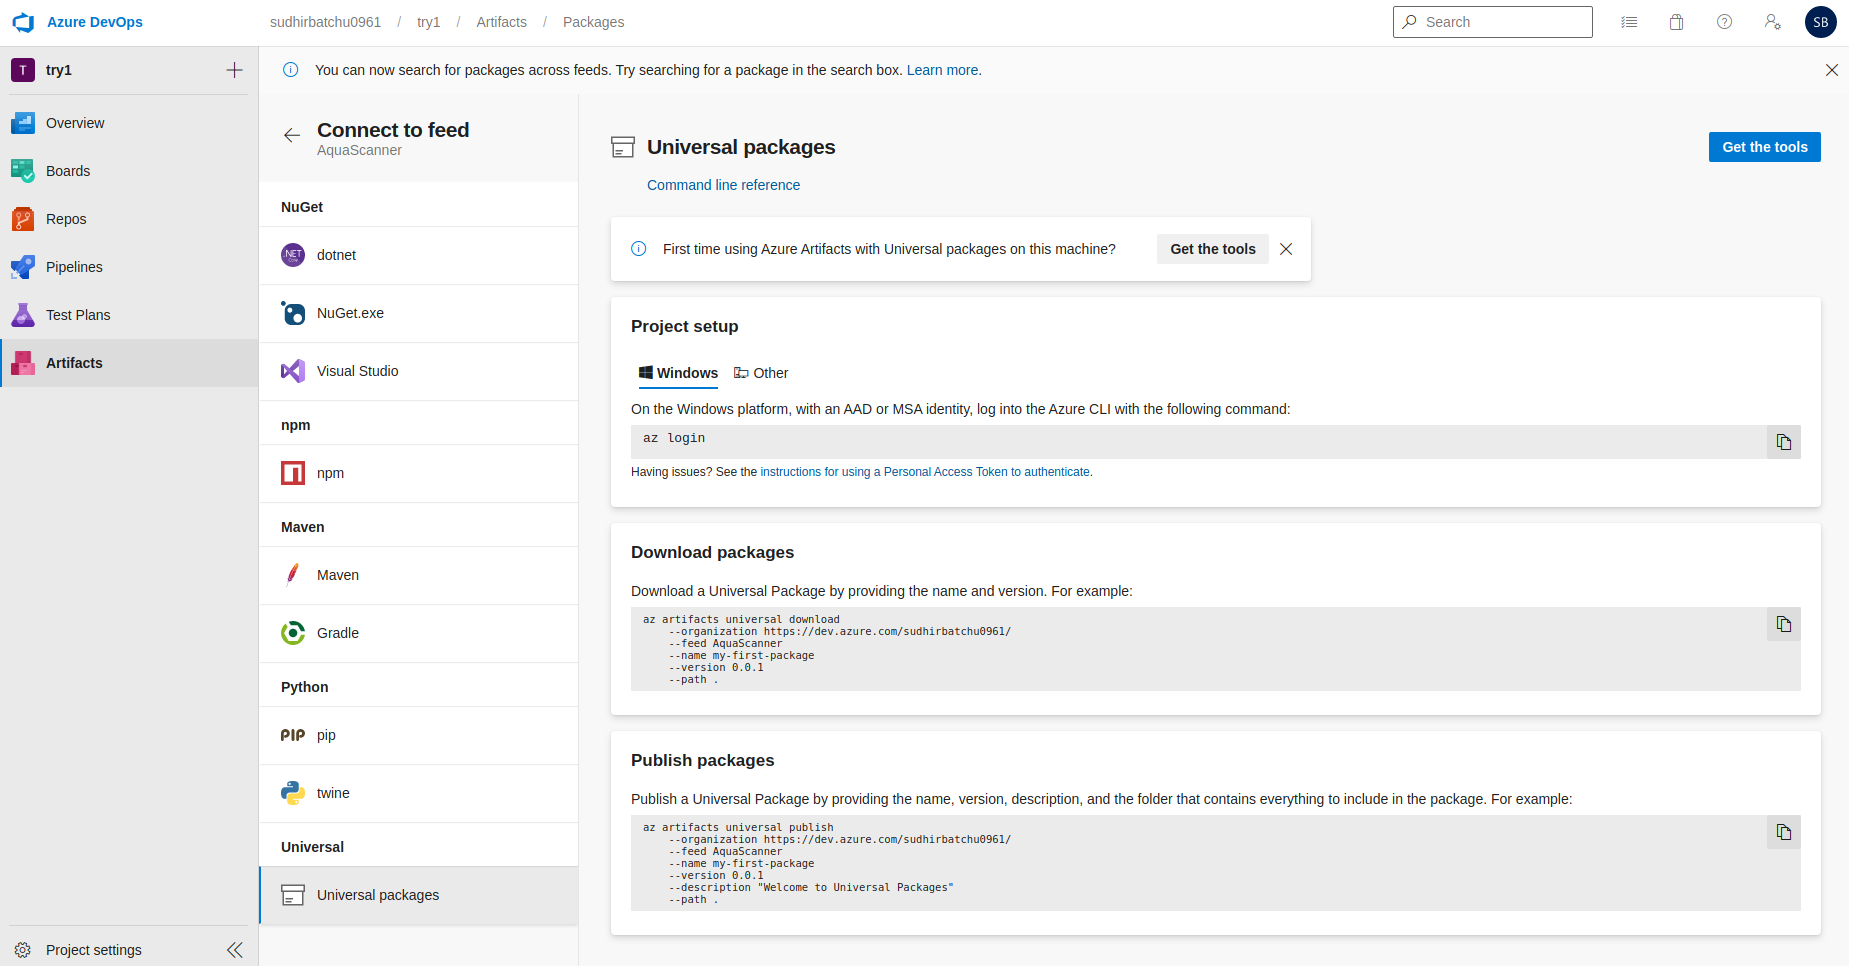 Azure DevOps
sudhirbatchu0961 / try1 / Artifacts / Packages
Search
SB
T try1
You can now search for packages across feeds. Try searching for a package in the search box. Learn more.
Overview
Boards
Repos
Pipelines
Test Plans
Artifacts
Project settings
Connect to feed
AquaScanner
NuGet
.NET Core
dotnet
NuGet.exe
Visual Studio
npm
npm
Maven
Maven
Gradle
Python
PIP pip
twine
Universal
Universal packages
Universal packages
Get the tools
Command line reference
First time using Azure Artifacts with Universal packages on this machine? Get the tools
Project setup
Windows Other
On the Windows platform, with an AAD or MSA identity, log into the Azure CLI with the following command:
az login
Having issues? See the instructions for using a Personal Access Token to authenticate.
Download packages
Download a Universal Package by providing the name and version. For example:
az artifacts universal download
--organization https://dev.azure.com/sudhirbatchu0961/
--feed AquaScanner
--name my-first-package
--version 0.0.1
--path .
Publish packages
Publish a Universal Package by providing the name, version, description, and the folder that contains everything to include in the package. For example:
az artifacts universal publish
--organization https://dev.azure.com/sudhirbatchu0961/
--feed AquaScanner
--name my-first-package
--version 0.0.1
--description "Welcome to Universal Packages"
--path .